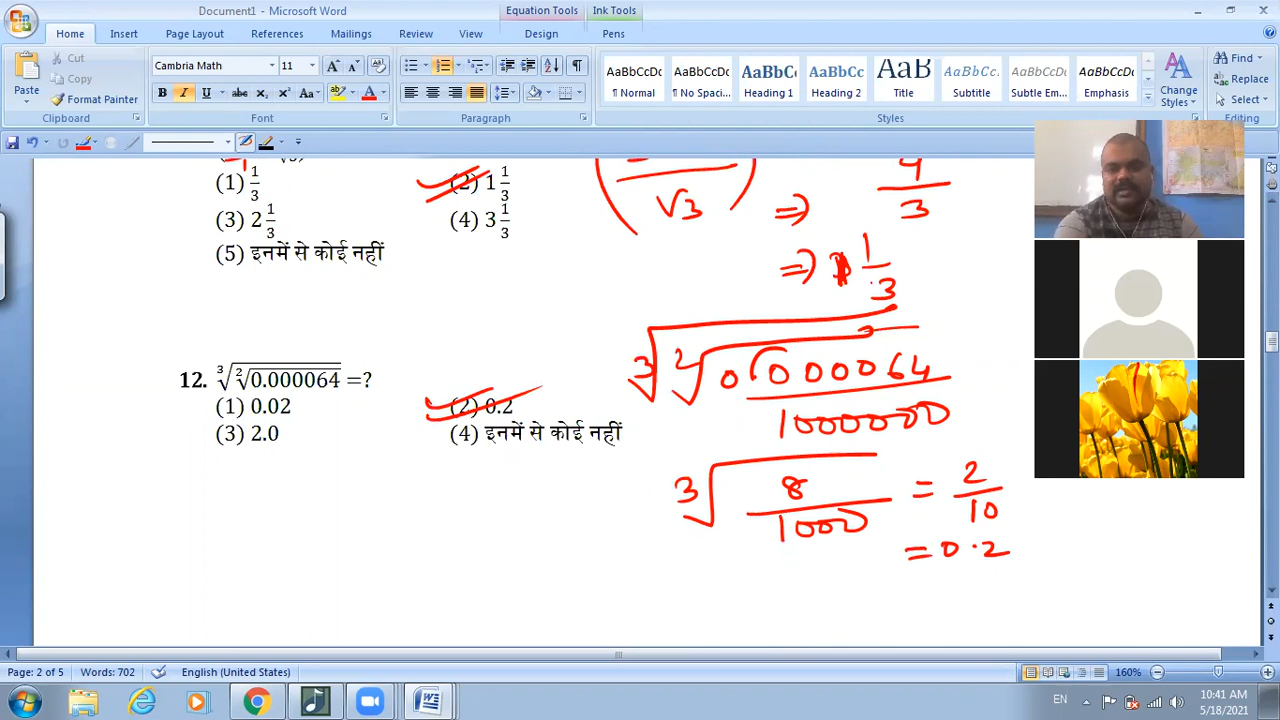 Document1 - Microsoft Word
Equation Tools
Ink Tools
Home
Insert
Page Layout
References
Mailings
Review
View
Design
Pens
Cut
Copy
Format Painter
Paste
Clipboard
Cambria Math
11
Font
Paragraph
AaBbCcDc
¶ Normal
AaBbCcDc
¶ No Spaci...
AaBbCc
Heading 1
AaBbCc
Heading 2
AaB
Title
AaBbCc.
Subtitle
AaBbCcDc
Subtle Em...
AaBbCcDc
Emphasis
Change
Styles
Styles
Find
Replace
Select
Editing
(1) 1/3
(2) 1 1/3
(3) 2 1/3
(4) 3 1/3
(5) इनमें से कोई नहीं
√3 ⇒ 4/3
⇒ 1/3
12. ∛²√0.000064 =?
(1) 0.02
(2) 0.2
(3) 2.0
(4) इनमें से कोई नहीं
3 2 0 000064
1000000
3 8/1000 = 2/10
= 0.2
Page: 2 of 5
Words: 702
English (United States)
160%
EN
10:41 AM
5/18/2021